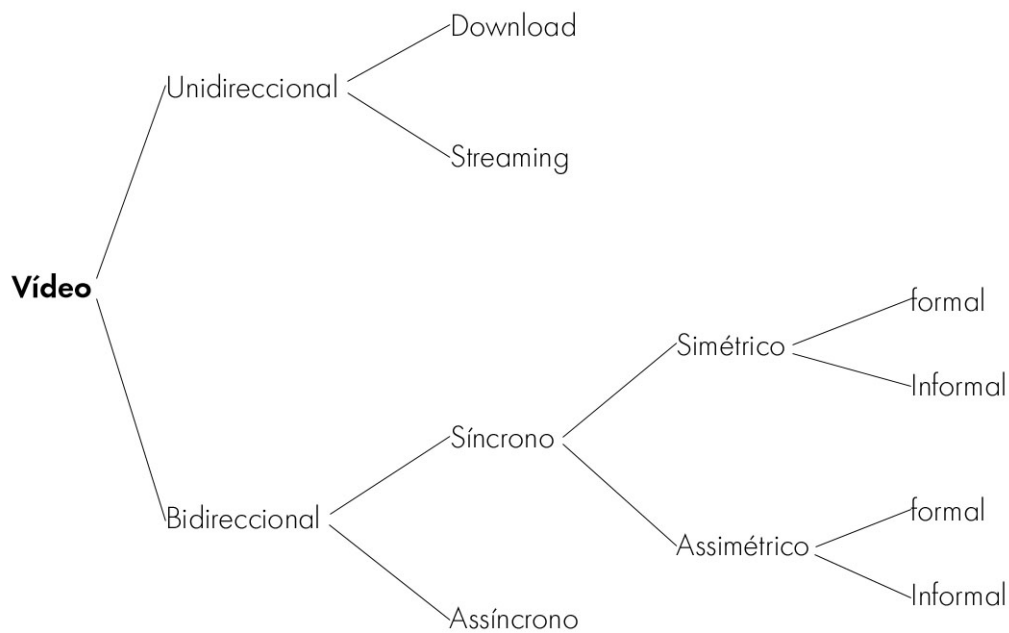 Download
Unidireccional
Streaming
Vídeo
formal
Simétrico
Informal
Síncrono
Bidireccional
formal
Assimétrico
Informal
Assíncrono